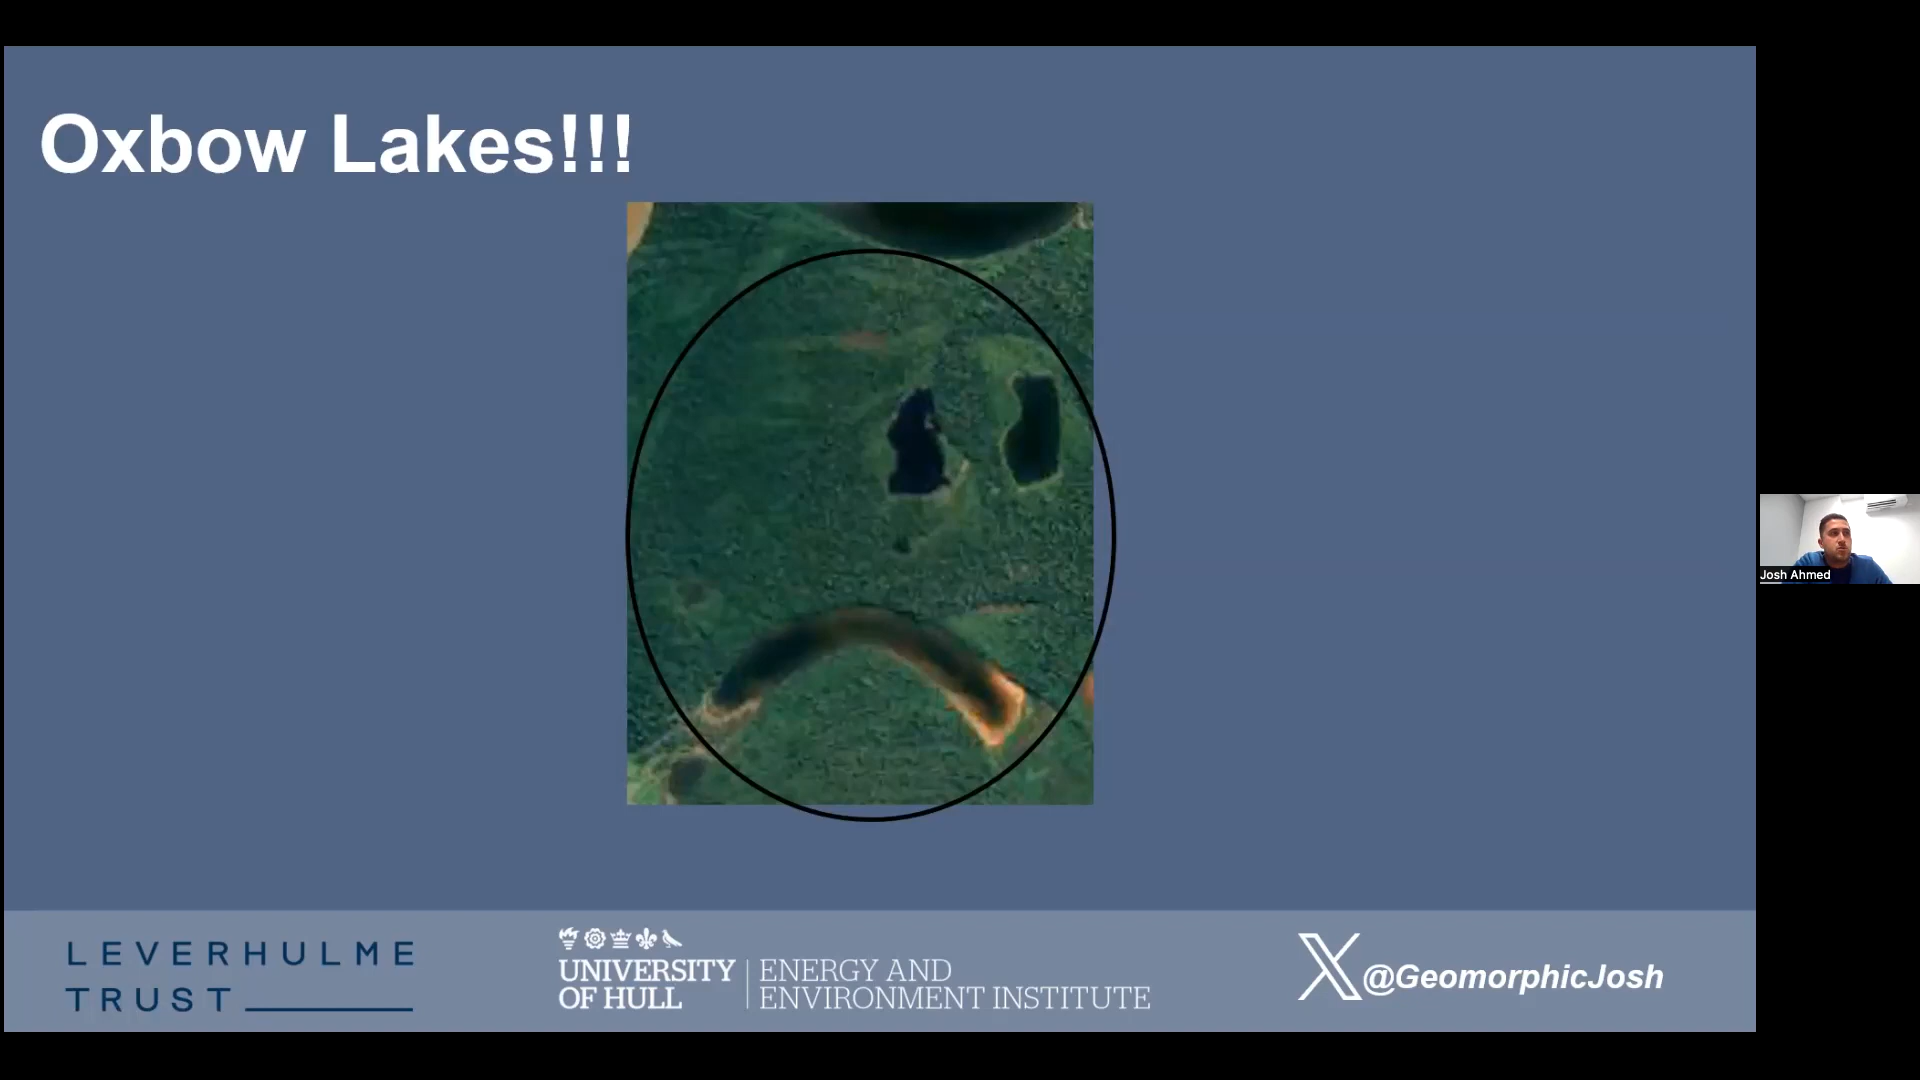 Oxbow Lakes!!!
Josh Ahmed
LEVERHULME
TRUST
UNIVERSITY
OF HULL
ENERGY AND
ENVIRONMENT INSTITUTE
X @GeomorphicJosh